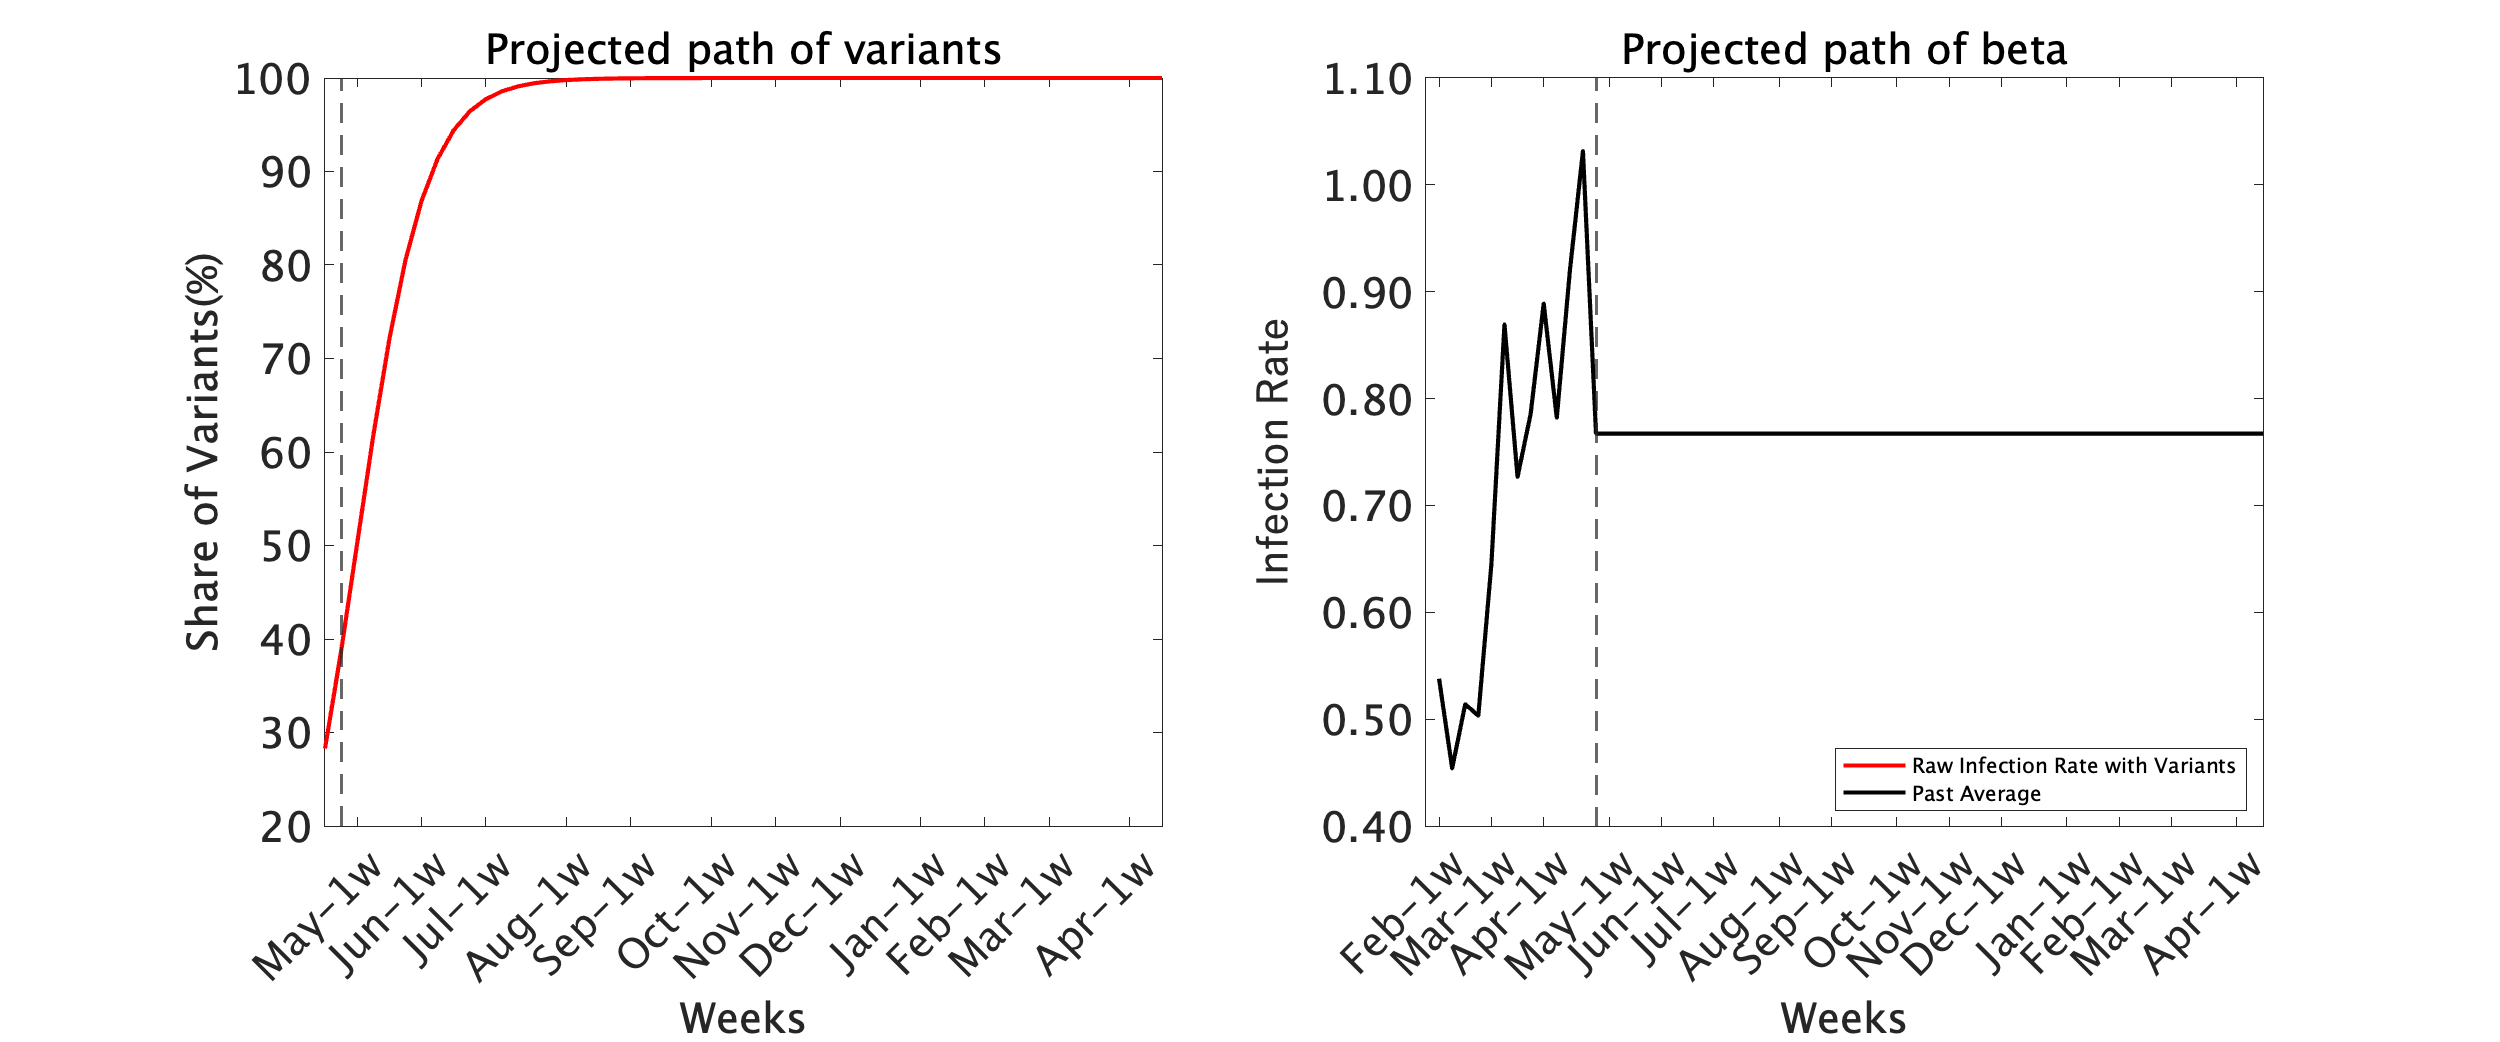 Projected path of variants
100
90
80
70
60
50
40
30
20
Share of Variants(%)
May-1w
Jun-1w
Jul-1w
Aug-1w
Sep-1w
Oct-1w
Nov-1w
Dec-1w
Jan-1w
Feb-1w
Mar-1w
Apr-1w
Weeks
Projected path of beta
1.10
1.00
0.90
0.80
0.70
0.60
0.50
0.40
Infection Rate
Raw Infection Rate with Variants
Past Average
Feb-1w
Mar-1w
Apr-1w
May-1w
Jun-1w
Jul-1w
Aug-1w
Sep-1w
Oct-1w
Nov-1w
Dec-1w
Jan-1w
Feb-1w
Mar-1w
Apr-1w
Weeks